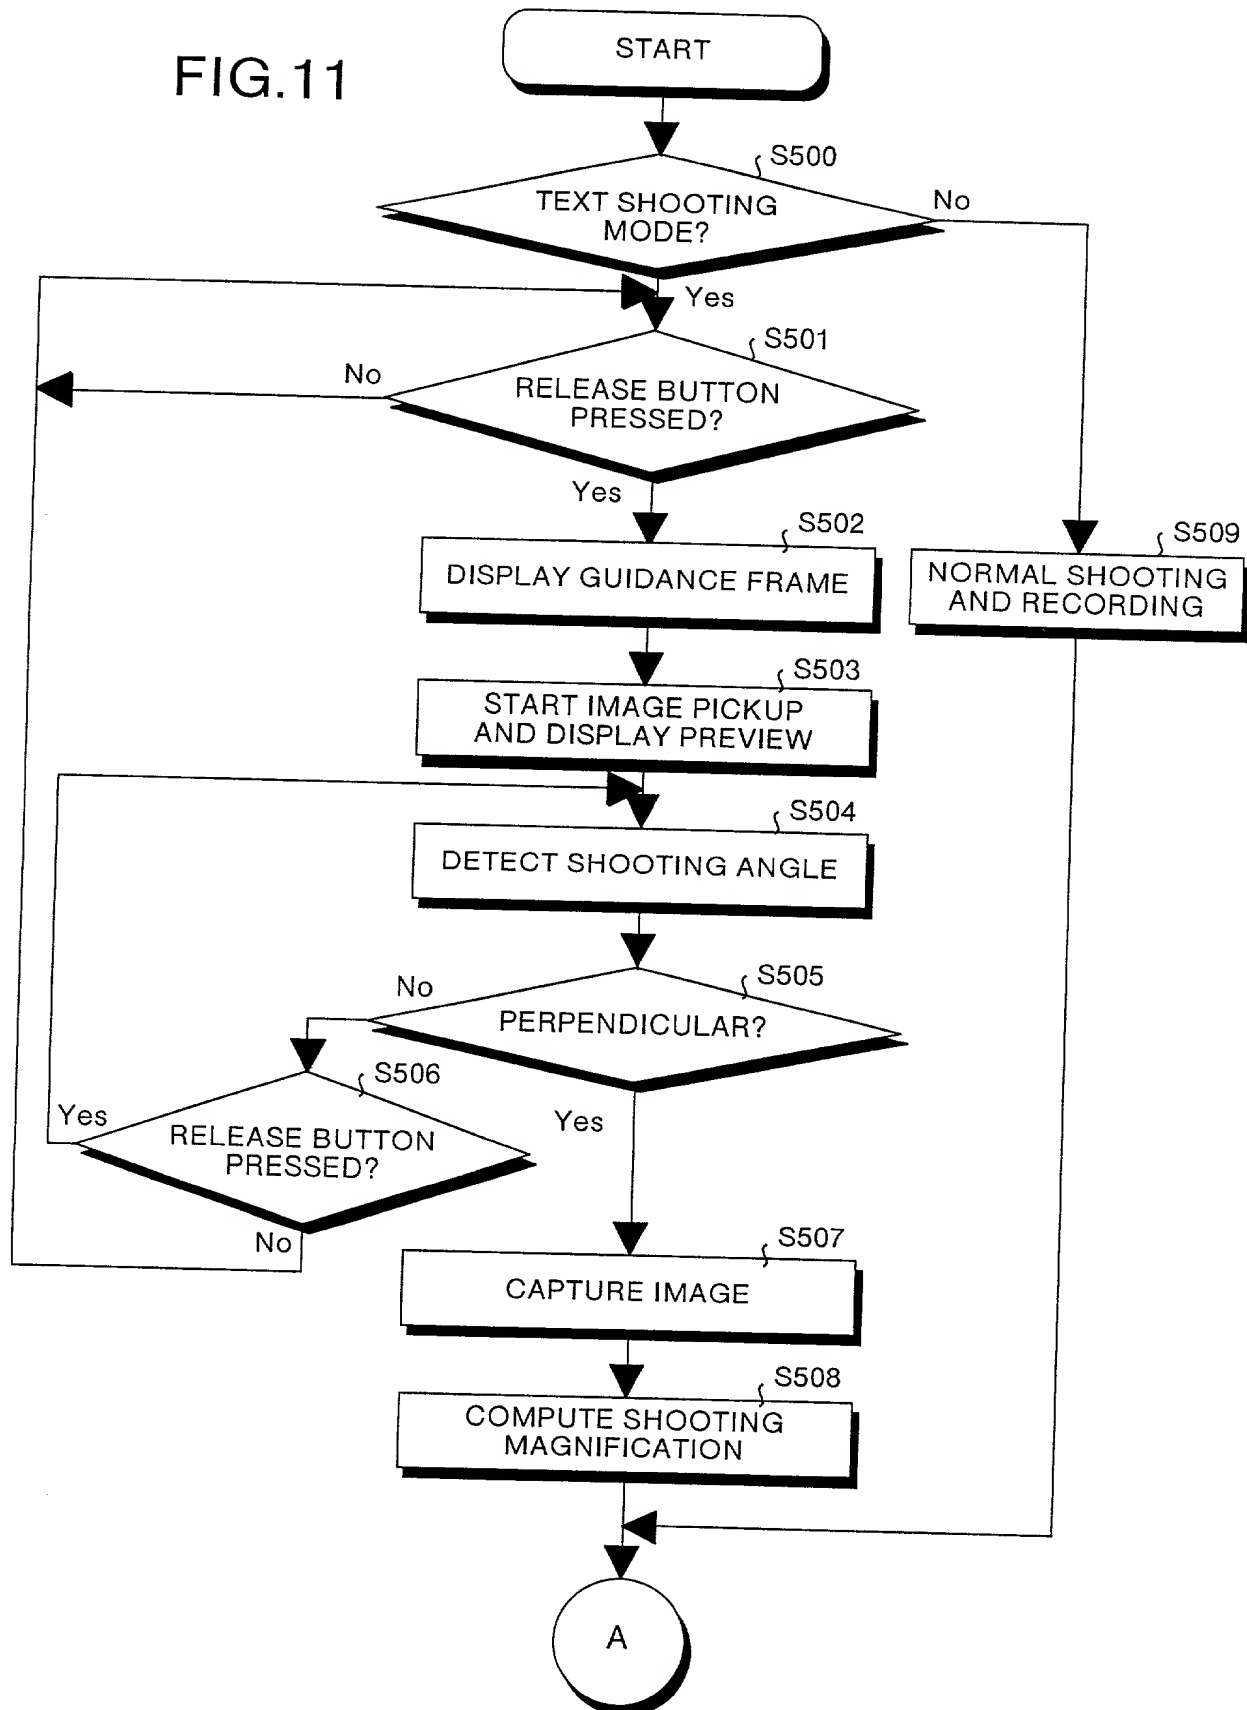 FIG.11
START
S500
TEXT SHOOTING
MODE?
No
Yes
S501
RELEASE BUTTON
PRESSED?
No
Yes
S502
DISPLAY GUIDANCE FRAME
S509
NORMAL SHOOTING
AND RECORDING
S503
START IMAGE PICKUP
AND DISPLAY PREVIEW
S504
DETECT SHOOTING ANGLE
S505
PERPENDICULAR?
No
Yes
S506
RELEASE BUTTON
PRESSED?
Yes
No
S507
CAPTURE IMAGE
S508
COMPUTE SHOOTING
MAGNIFICATION
A